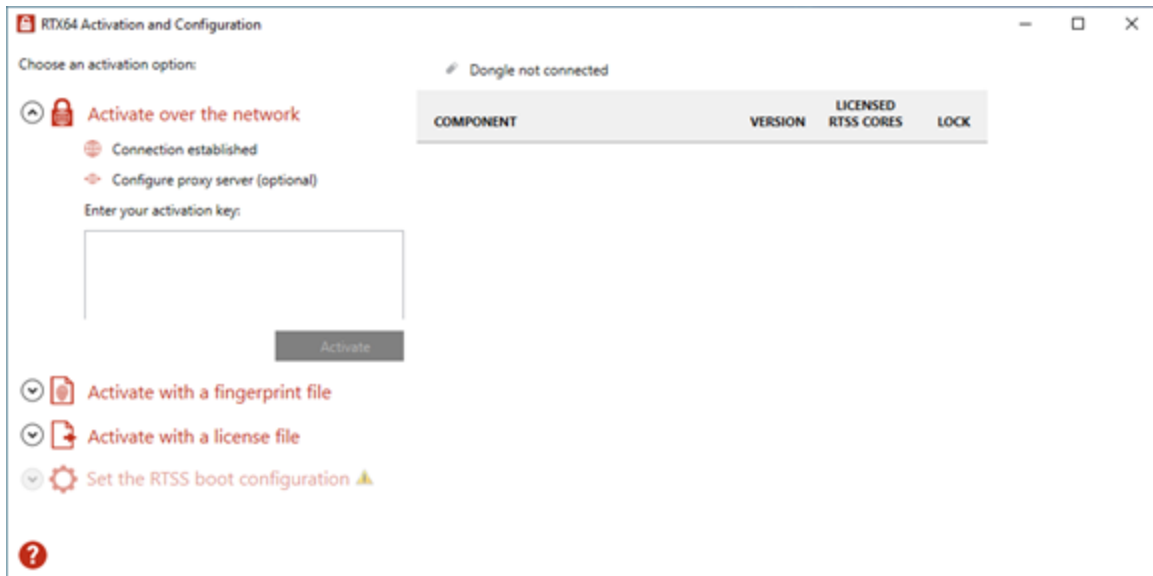 RTX64 Activation and Configuration
Choose an activation option:
Dongle not connected
Activate over the network
COMPONENT
VERSION
LICENSED
RTSS CORES
LOCK
Connection established
Configure proxy server (optional)
Enter your activation key:
Activate
Activate with a fingerprint file
Activate with a license file
Set the RTSS boot configuration
?